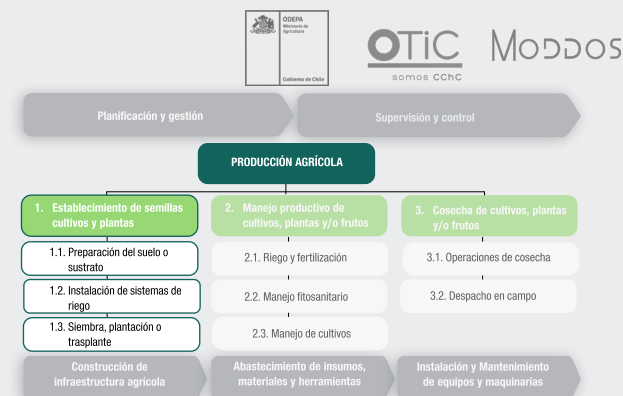 ODEPA
Ministerio de
Agricultura
Gobierno de Chile
OTIC
somos CChC
MODDOS
Planificación y gestión
Supervisión y control
PRODUCCIÓN AGRÍCOLA
1. Establecimiento de semillas
cultivos y plantas
2. Manejo productivo de
cultivos, plantas y/o frutos
3. Cosecha de cultivos, plantas
y/o frutos
1.1. Preparación del suelo o
sustrato
2.1. Riego y fertilización
3.1. Operaciones de cosecha
1.2. Instalación de sistemas de
riego
2.2. Manejo fitosanitario
3.2. Despacho en campo
1.3. Siembra, plantación o
trasplante
2.3. Manejo de cultivos
Construcción de
infraestructura agrícola
Abastecimiento de insumos,
materiales y herramientas
Instalación y Mantenimiento
de equipos y maquinarias